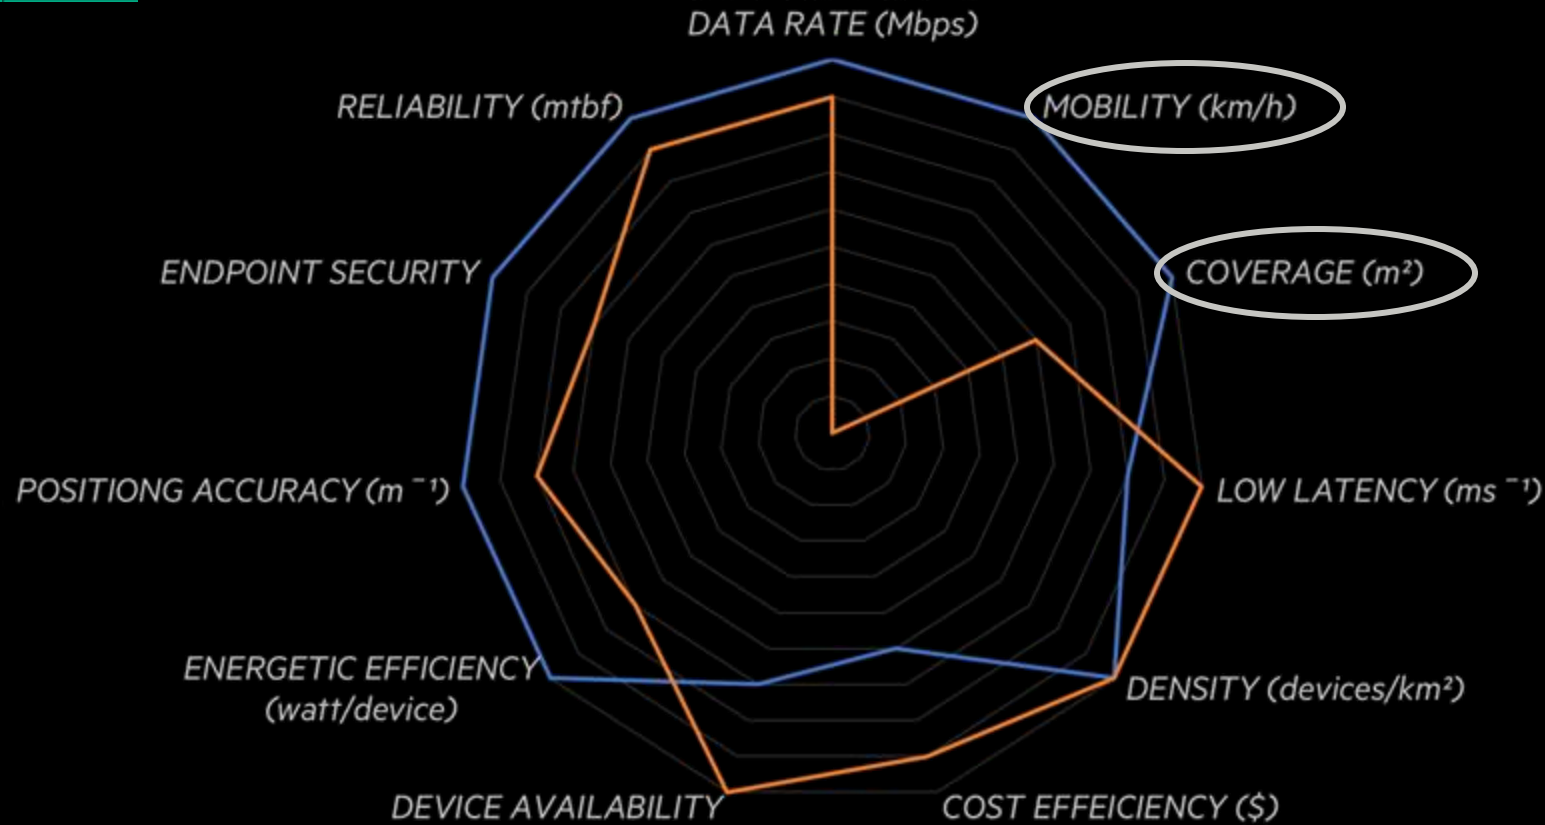 DATA RATE (Mbps)
RELIABILITY (mtbf)
MOBILITY (km/h)
ENDPOINT SECURITY
COVERAGE (m²)
POSITIONG ACCURACY (m ⁻¹)
LOW LATENCY (ms ⁻¹)
ENERGETIC EFFICIENCY
(watt/device)
DENSITY (devices/km²)
DEVICE AVAILABILITY
COST EFFEICIENCY ($)